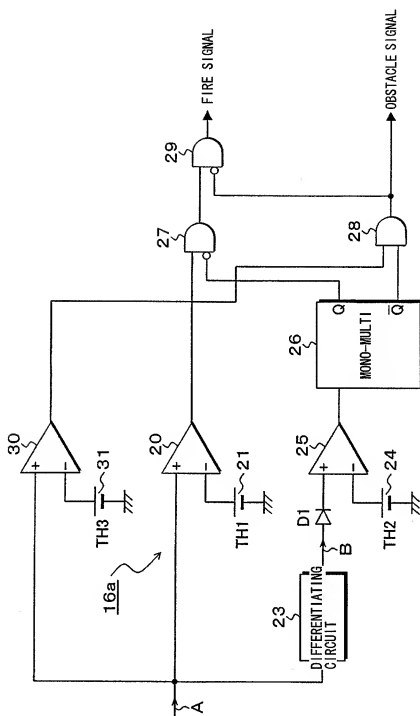 16a
A
30
+
−
31
TH3
20
+
−
21
TH1
23
DIFFERENTIATING
CIRCUIT
B
D1
25
+
−
24
TH2
26
MONO-MULTI
Q
Q̅
27
28
29
FIRE SIGNAL
OBSTACLE SIGNAL